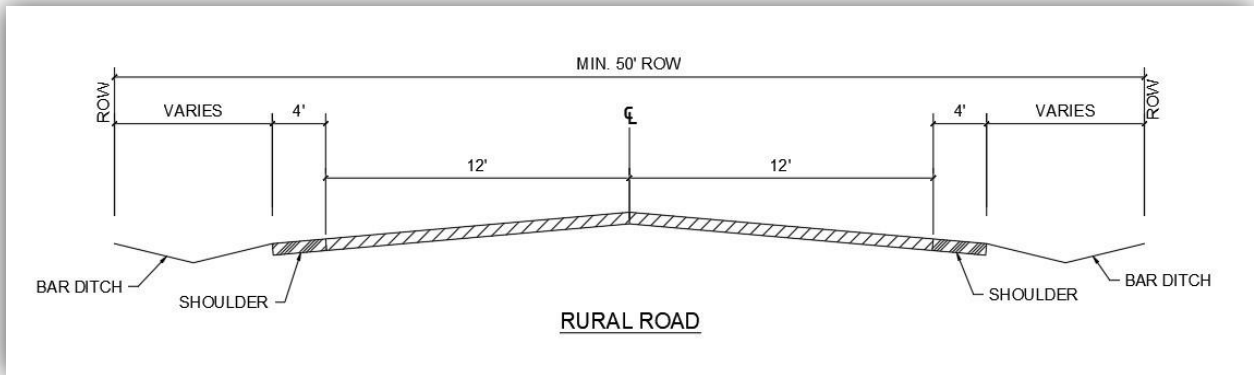 MIN. 50' ROW
ROW
ROW
VARIES
4'
℄
4'
VARIES
12'
12'
BAR DITCH
SHOULDER
SHOULDER
BAR DITCH
RURAL ROAD